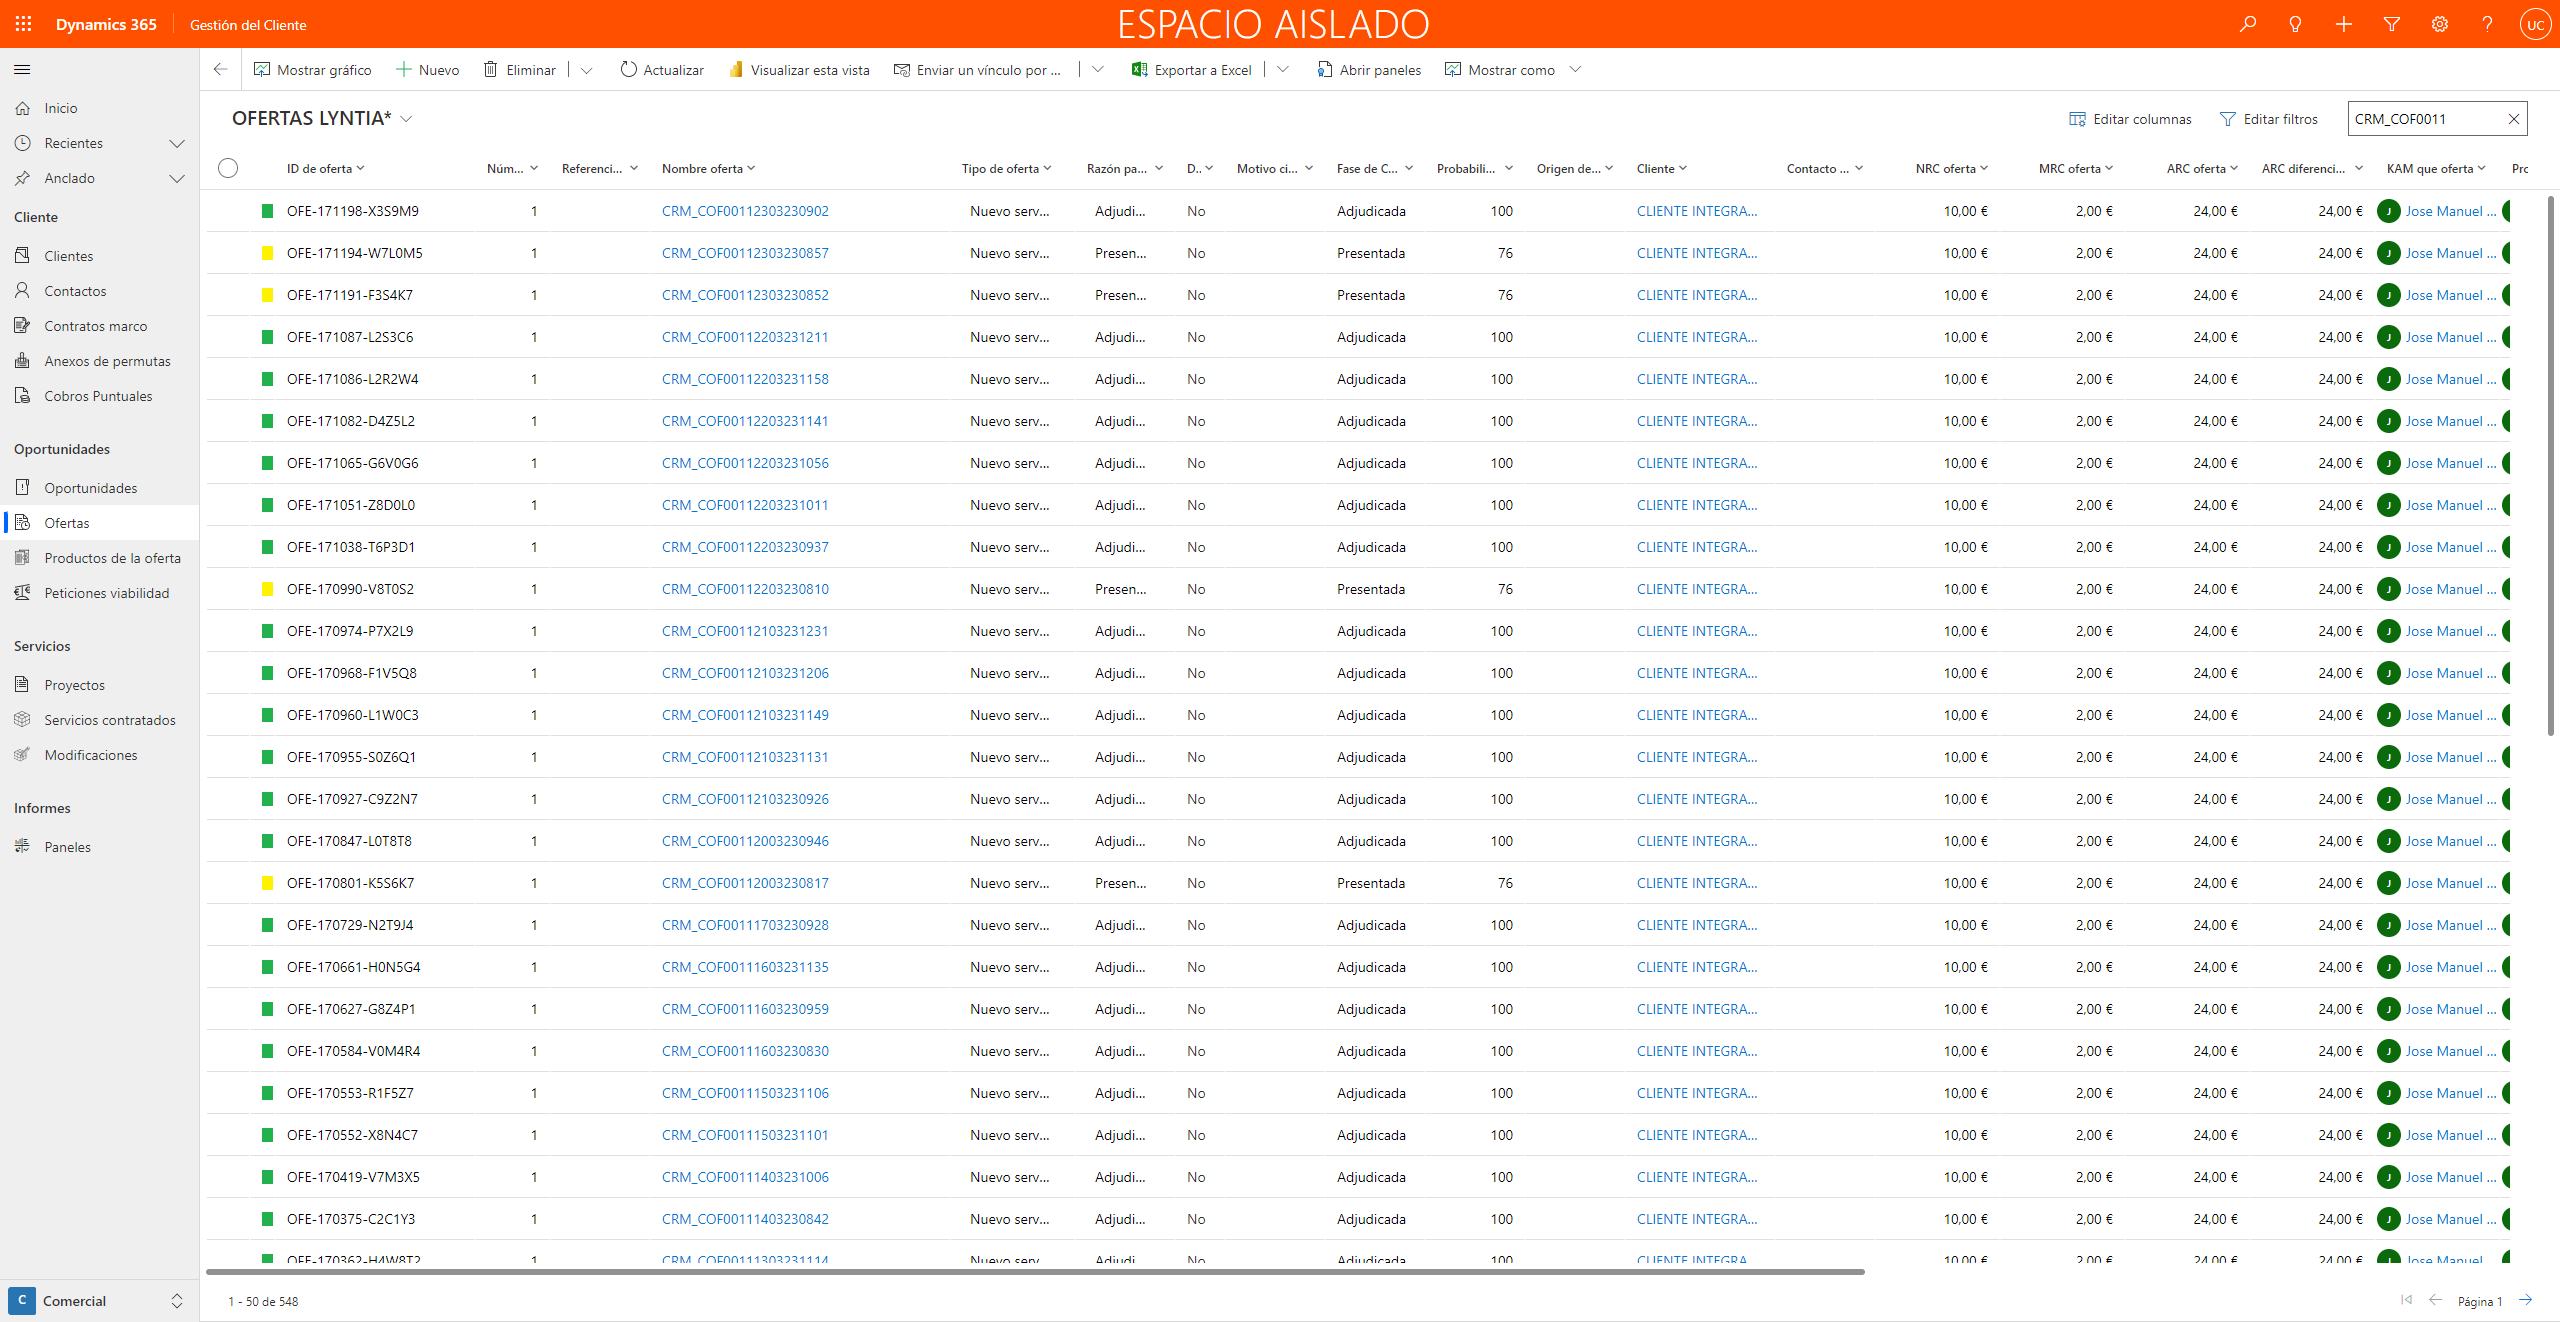 Dynamics 365 Gestión del Cliente ESPACIO AISLADO UC
Mostrar gráfico Nuevo Eliminar Actualizar Visualizar esta vista Enviar un vínculo por ... Exportar a Excel Abrir paneles Mostrar como
Inicio
Recientes
Anclado
Cliente
Clientes
Contactos
Contratos marco
Anexos de permutas
Cobros Puntuales
Oportunidades
Oportunidades
Ofertas
Productos de la oferta
Peticiones viabilidad
Servicios
Proyectos
Servicios contratados
Modificaciones
Informes
Paneles
C Comercial
OFERTAS LYNTIA* Editar columnas Editar filtros CRM_COF0011
ID de oferta Núm... Referenci... Nombre oferta Tipo de oferta Razón pa... D.. Motivo ci... Fase de C... Probabili... Origen de... Cliente Contacto ... NRC oferta MRC oferta ARC oferta ARC diferenci... KAM que oferta Prc
OFE-171198-X3S9M9 1 CRM_COF00112303230902 Nuevo serv... Adjudi... No Adjudicada 100 CLIENTE INTEGRA... 10,00 € 2,00 € 24,00 € 24,00 € J Jose Manuel ...
OFE-171194-W7L0M5 1 CRM_COF00112303230857 Nuevo serv... Presen... No Presentada 76 CLIENTE INTEGRA... 10,00 € 2,00 € 24,00 € 24,00 € J Jose Manuel ...
OFE-171191-F3S4K7 1 CRM_COF00112303230852 Nuevo serv... Presen... No Presentada 76 CLIENTE INTEGRA... 10,00 € 2,00 € 24,00 € 24,00 € J Jose Manuel ...
OFE-171087-L2S3C6 1 CRM_COF00112203231211 Nuevo serv... Adjudi... No Adjudicada 100 CLIENTE INTEGRA... 10,00 € 2,00 € 24,00 € 24,00 € J Jose Manuel ...
OFE-171086-L2R2W4 1 CRM_COF00112203231158 Nuevo serv... Adjudi... No Adjudicada 100 CLIENTE INTEGRA... 10,00 € 2,00 € 24,00 € 24,00 € J Jose Manuel ...
OFE-171082-D4Z5L2 1 CRM_COF00112203231141 Nuevo serv... Adjudi... No Adjudicada 100 CLIENTE INTEGRA... 10,00 € 2,00 € 24,00 € 24,00 € J Jose Manuel ...
OFE-171065-G6V0G6 1 CRM_COF00112203231056 Nuevo serv... Adjudi... No Adjudicada 100 CLIENTE INTEGRA... 10,00 € 2,00 € 24,00 € 24,00 € J Jose Manuel ...
OFE-171051-Z8D0L0 1 CRM_COF00112203231011 Nuevo serv... Adjudi... No Adjudicada 100 CLIENTE INTEGRA... 10,00 € 2,00 € 24,00 € 24,00 € J Jose Manuel ...
OFE-171038-T6P3D1 1 CRM_COF00112203230937 Nuevo serv... Adjudi... No Adjudicada 100 CLIENTE INTEGRA... 10,00 € 2,00 € 24,00 € 24,00 € J Jose Manuel ...
OFE-170990-V8T0S2 1 CRM_COF00112203230810 Nuevo serv... Presen... No Presentada 76 CLIENTE INTEGRA... 10,00 € 2,00 € 24,00 € 24,00 € J Jose Manuel ...
OFE-170974-P7X2L9 1 CRM_COF00112103231231 Nuevo serv... Adjudi... No Adjudicada 100 CLIENTE INTEGRA... 10,00 € 2,00 € 24,00 € 24,00 € J Jose Manuel ...
OFE-170968-F1V5Q8 1 CRM_COF00112103231206 Nuevo serv... Adjudi... No Adjudicada 100 CLIENTE INTEGRA... 10,00 € 2,00 € 24,00 € 24,00 € J Jose Manuel ...
OFE-170960-L1W0C3 1 CRM_COF00112103231149 Nuevo serv... Adjudi... No Adjudicada 100 CLIENTE INTEGRA... 10,00 € 2,00 € 24,00 € 24,00 € J Jose Manuel ...
OFE-170955-S0Z6Q1 1 CRM_COF00112103231131 Nuevo serv... Adjudi... No Adjudicada 100 CLIENTE INTEGRA... 10,00 € 2,00 € 24,00 € 24,00 € J Jose Manuel ...
OFE-170927-C9Z2N7 1 CRM_COF00112103230926 Nuevo serv... Adjudi... No Adjudicada 100 CLIENTE INTEGRA... 10,00 € 2,00 € 24,00 € 24,00 € J Jose Manuel ...
OFE-170847-L0T8T8 1 CRM_COF00112003230946 Nuevo serv... Adjudi... No Adjudicada 100 CLIENTE INTEGRA... 10,00 € 2,00 € 24,00 € 24,00 € J Jose Manuel ...
OFE-170801-K5S6K7 1 CRM_COF00112003230817 Nuevo serv... Presen... No Presentada 76 CLIENTE INTEGRA... 10,00 € 2,00 € 24,00 € 24,00 € J Jose Manuel ...
OFE-170729-N2T9J4 1 CRM_COF00111703230928 Nuevo serv... Adjudi... No Adjudicada 100 CLIENTE INTEGRA... 10,00 € 2,00 € 24,00 € 24,00 € J Jose Manuel ...
OFE-170661-H0N5G4 1 CRM_COF00111603231135 Nuevo serv... Adjudi... No Adjudicada 100 CLIENTE INTEGRA... 10,00 € 2,00 € 24,00 € 24,00 € J Jose Manuel ...
OFE-170627-G8Z4P1 1 CRM_COF00111603230959 Nuevo serv... Adjudi... No Adjudicada 100 CLIENTE INTEGRA... 10,00 € 2,00 € 24,00 € 24,00 € J Jose Manuel ...
OFE-170584-V0M4R4 1 CRM_COF00111603230830 Nuevo serv... Adjudi... No Adjudicada 100 CLIENTE INTEGRA... 10,00 € 2,00 € 24,00 € 24,00 € J Jose Manuel ...
OFE-170553-R1F5Z7 1 CRM_COF00111503231106 Nuevo serv... Adjudi... No Adjudicada 100 CLIENTE INTEGRA... 10,00 € 2,00 € 24,00 € 24,00 € J Jose Manuel ...
OFE-170552-X8N4C7 1 CRM_COF00111503231101 Nuevo serv... Adjudi... No Adjudicada 100 CLIENTE INTEGRA... 10,00 € 2,00 € 24,00 € 24,00 € J Jose Manuel ...
OFE-170419-V7M3X5 1 CRM_COF00111403231006 Nuevo serv... Adjudi... No Adjudicada 100 CLIENTE INTEGRA... 10,00 € 2,00 € 24,00 € 24,00 € J Jose Manuel ...
OFE-170375-C2C1Y3 1 CRM_COF00111403230842 Nuevo serv... Adjudi... No Adjudicada 100 CLIENTE INTEGRA... 10,00 € 2,00 € 24,00 € 24,00 € J Jose Manuel ...
OFE-170362-H4W8T2 1 CRM_COF00111303231114 Nuevo serv Adjudi No Adjudicada 100 CLIENTE INTEGRA 10,00 € 2,00 € 24,00 € 24,00 € J Jose Manuel
1 - 50 de 548 Página 1